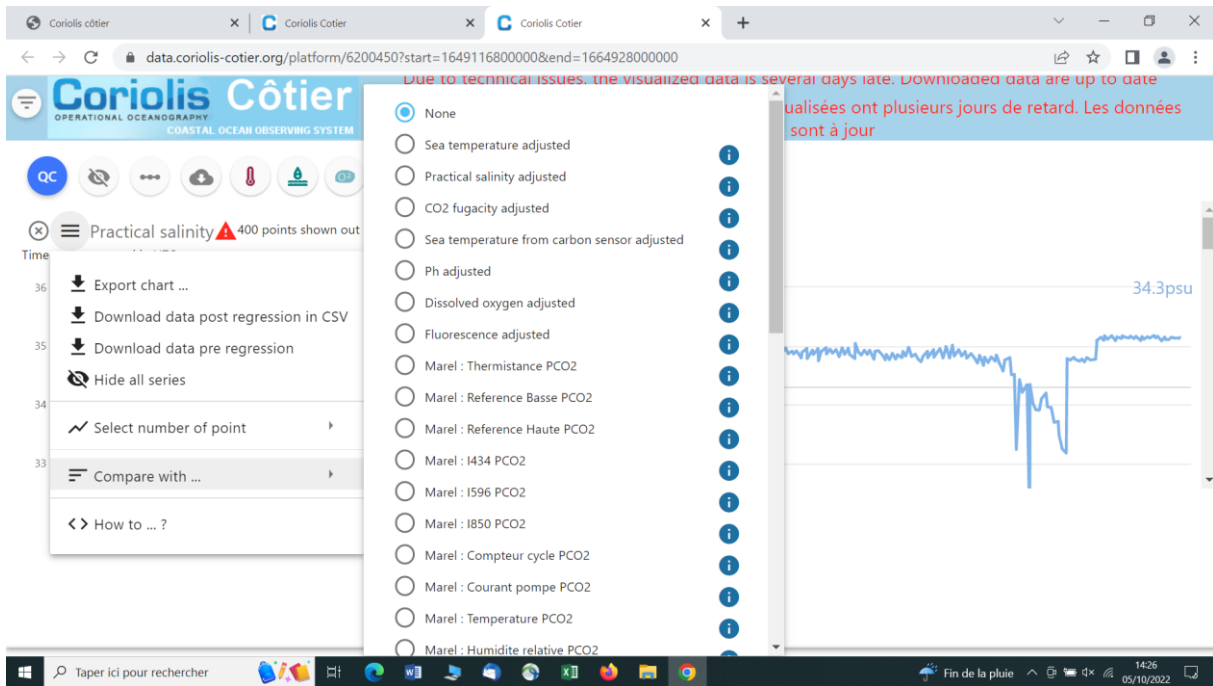 Coriolis côtier
Coriolis Cotier
Coriolis Cotier
data.coriolis-cotier.org/platform/6200450?start=1649116800000&end=1664928000000
Coriolis Côtier
OPERATIONAL OCEANOGRAPHY
COASTAL OCEAN OBSERVING SYSTEM
Due to technical issues, the visualized data is several days late. Downloaded data are up to date
ualisées ont plusieurs jours de retard. Les données
sont à jour
QC
O2
Practical salinity
400 points shown out
Time
36
35
34
33
34.3psu
Export chart ...
Download data post regression in CSV
Download data pre regression
Hide all series
Select number of point
Compare with ...
How to ... ?
None
Sea temperature adjusted
Practical salinity adjusted
CO2 fugacity adjusted
Sea temperature from carbon sensor adjusted
Ph adjusted
Dissolved oxygen adjusted
Fluorescence adjusted
Marel : Thermistance PCO2
Marel : Reference Basse PCO2
Marel : Reference Haute PCO2
Marel : I434 PCO2
Marel : I596 PCO2
Marel : I850 PCO2
Marel : Compteur cycle PCO2
Marel : Courant pompe PCO2
Marel : Temperature PCO2
Marel : Humidite relative PCO2
Taper ici pour rechercher
Fin de la pluie
14:26
05/10/2022